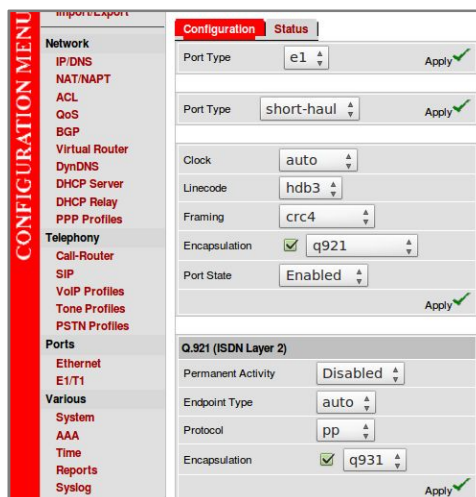 CONFIGURATION MENU
Import/Export
Network
IP/DNS
NAT/NAPT
ACL
QoS
BGP
Virtual Router
DynDNS
DHCP Server
DHCP Relay
PPP Profiles
Telephony
Call-Router
SIP
VoIP Profiles
Tone Profiles
PSTN Profiles
Ports
Ethernet
E1/T1
Various
System
AAA
Time
Reports
Syslog
Configuration Status
Port Type e1 Apply
Port Type short-haul Apply
Clock auto
Linecode hdb3
Framing crc4
Encapsulation q921
Port State Enabled
Apply
Q.921 (ISDN Layer 2)
Permanent Activity Disabled
Endpoint Type auto
Protocol pp
Encapsulation q931
Apply